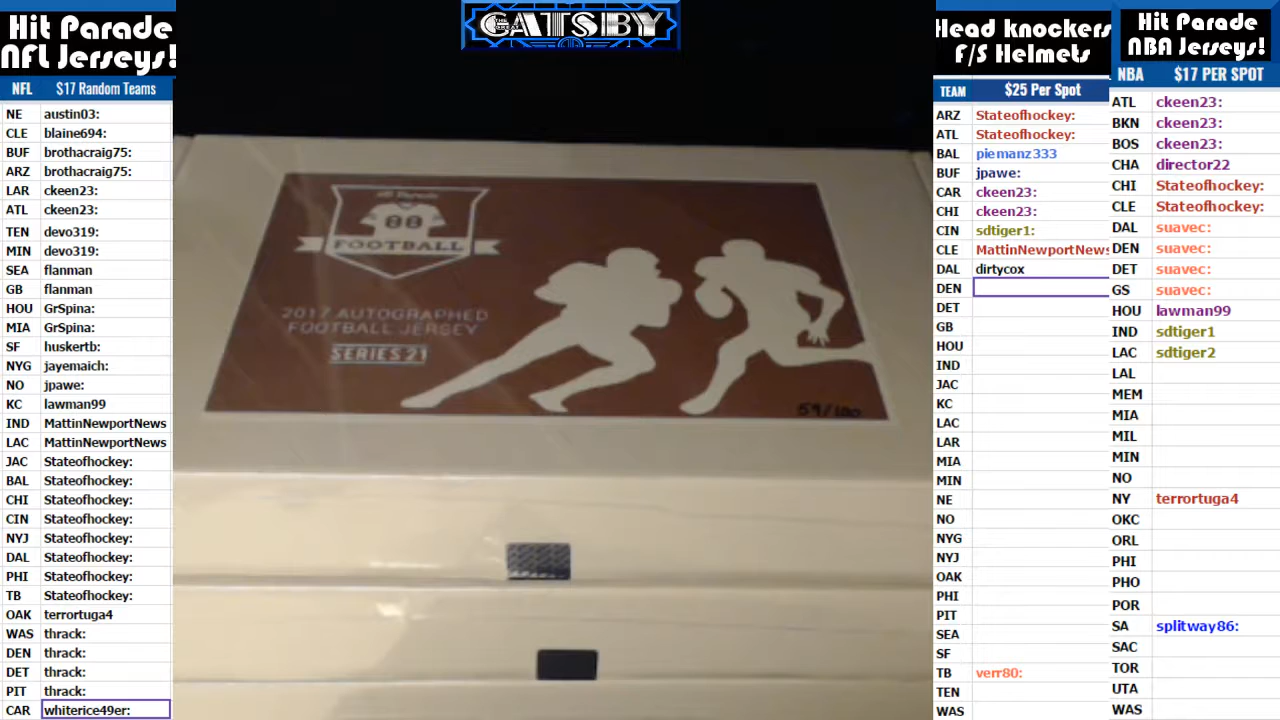 Hit Parade
NFL Jerseys!
NFL $17 Random Teams
NE austin03:
CLE blaine694:
BUF brothacraig75:
ARZ brothacraig75:
LAR ckeen23:
ATL ckeen23:
TEN devo319:
MIN devo319:
SEA flanman
GB flanman
HOU GrSpina:
MIA GrSpina:
SF huskertb:
NYG jayemaich:
NO jpawe:
KC lawman99
IND MattinNewportNews
LAC MattinNewportNews
JAC Stateofhockey:
BAL Stateofhockey:
CHI Stateofhockey:
CIN Stateofhockey:
NYJ Stateofhockey:
DAL Stateofhockey:
PHI Stateofhockey:
TB Stateofhockey:
OAK terrortuga4
WAS thrack:
DEN thrack:
DET thrack:
PIT thrack:
CAR whiterice49er:
THE GREAT
GATSBY
Hit Parade
88
FOOTBALL
2017 AUTOGRAPHED
FOOTBALL JERSEY
SERIES 21
59/100
Head knockers
F/S Helmets
TEAM $25 Per Spot
ARZ Stateofhockey:
ATL Stateofhockey:
BAL piemanz333
BUF jpawe:
CAR ckeen23:
CHI ckeen23:
CIN sdtiger1:
CLE MattinNewportNews
DAL dirtycox
DEN
DET
GB
HOU
IND
JAC
KC
LAC
LAR
MIA
MIN
NE
NO
NYG
NYJ
OAK
PHI
PIT
SEA
SF
TB verr80:
TEN
WAS
Hit Parade
NBA Jerseys!
NBA $17 PER SPOT
ATL ckeen23:
BKN ckeen23:
BOS ckeen23:
CHA director22
CHI Stateofhockey:
CLE Stateofhockey:
DAL suavec:
DEN suavec:
DET suavec:
GS suavec:
HOU lawman99
IND sdtiger1
LAC sdtiger2
LAL
MEM
MIA
MIL
MIN
NO
NY terrortuga4
OKC
ORL
PHI
PHO
POR
SA splitway86:
SAC
TOR
UTA
WAS